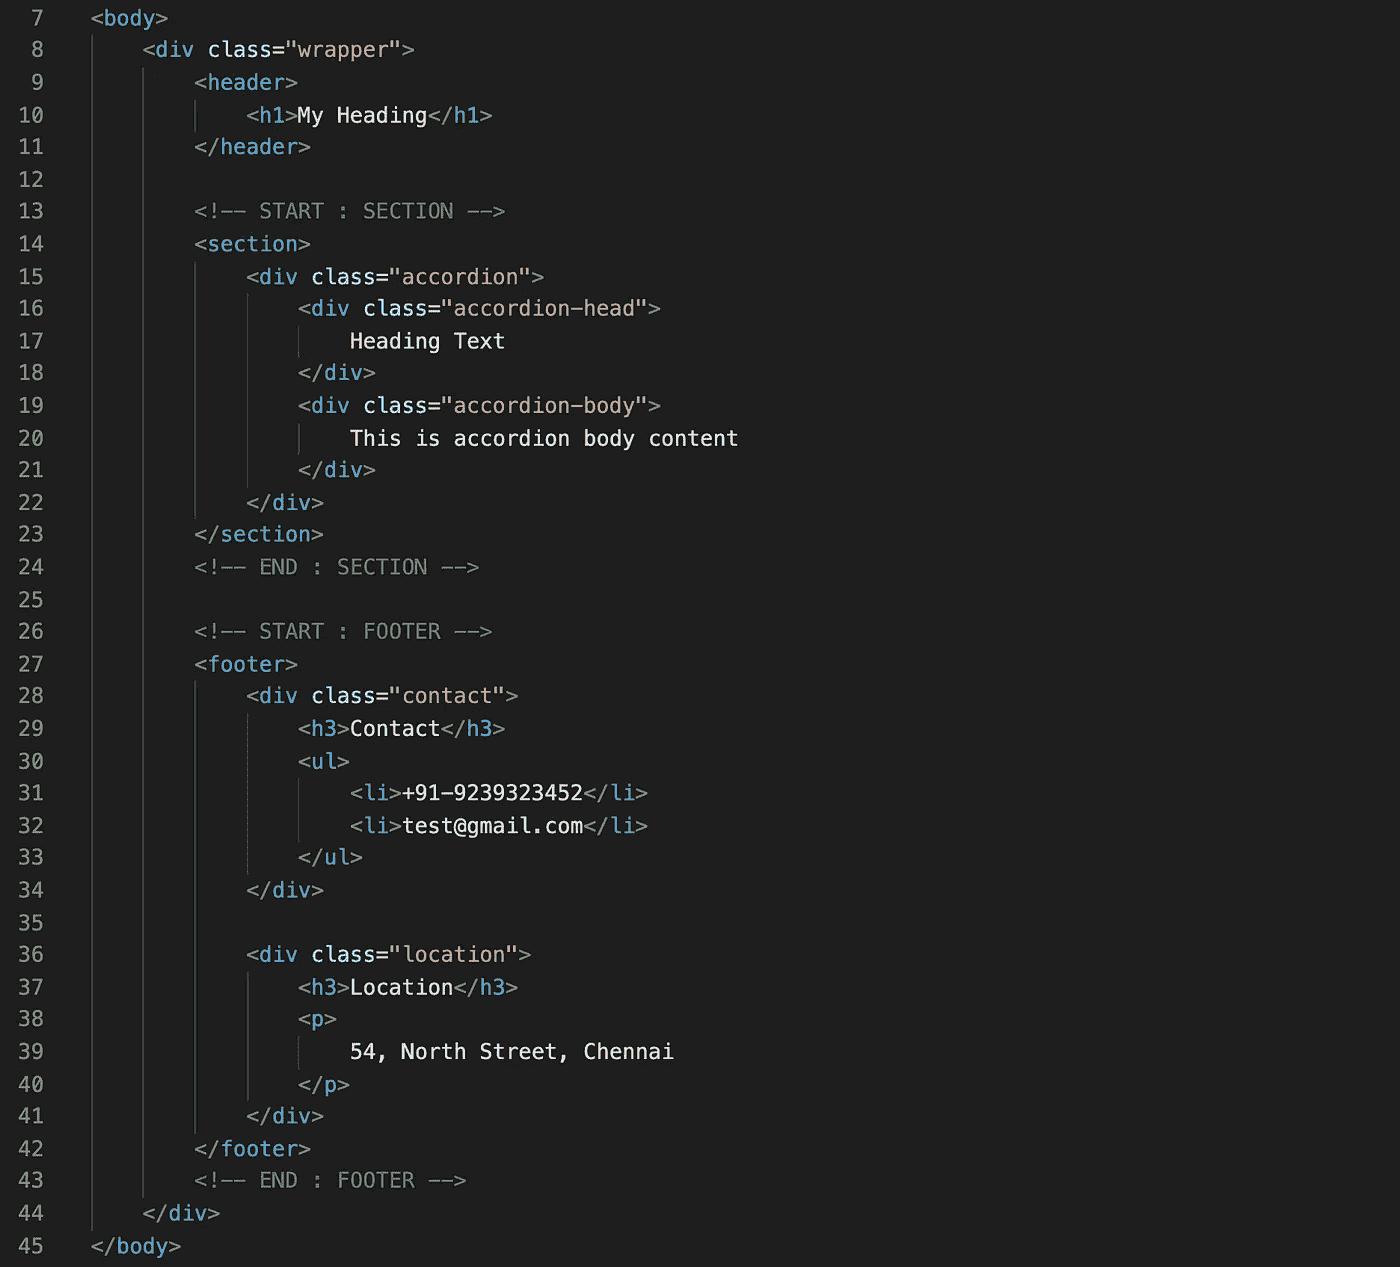 7 <body>
8 <div class="wrapper">
9 <header>
10 <h1>My Heading</h1>
11 </header>
12
13 <!-- START : SECTION -->
14 <section>
15 <div class="accordion">
16 <div class="accordion-head">
17 Heading Text
18 </div>
19 <div class="accordion-body">
20 This is accordion body content
21 </div>
22 </div>
23 </section>
24 <!-- END : SECTION -->
25
26 <!-- START : FOOTER -->
27 <footer>
28 <div class="contact">
29 <h3>Contact</h3>
30 <ul>
31 <li>+91-9239323452</li>
32 <li>test@gmail.com</li>
33 </ul>
34 </div>
35
36 <div class="location">
37 <h3>Location</h3>
38 <p>
39 54, North Street, Chennai
40 </p>
41 </div>
42 </footer>
43 <!-- END : FOOTER -->
44 </div>
45 </body>